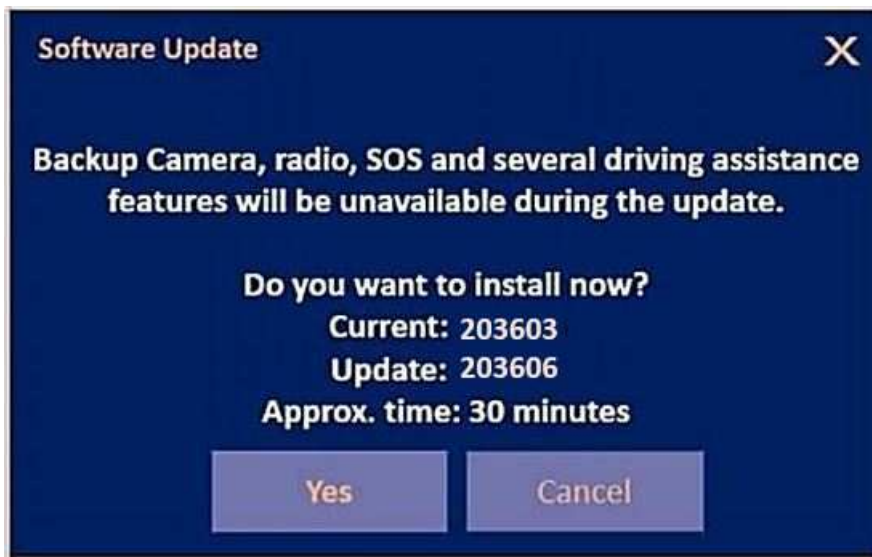 Software Update
X
Backup Camera, radio, SOS and several driving assistance
features will be unavailable during the update.
Do you want to install now?
Current: 203603
Update: 203606
Approx. time: 30 minutes
Yes
Cancel